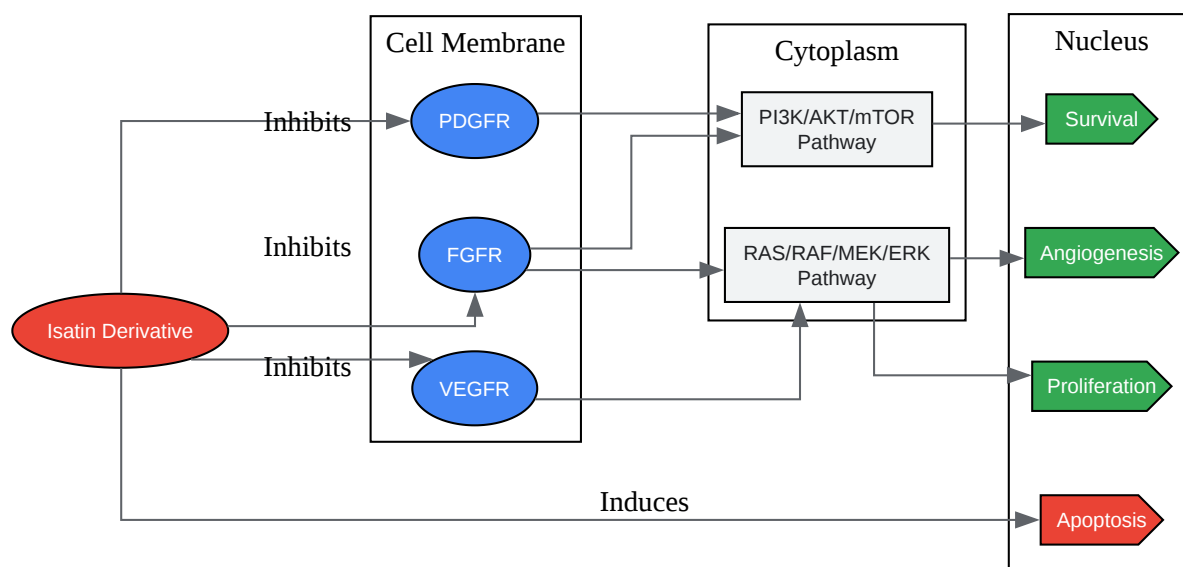 Cell Membrane
Cytoplasm
Nucleus
Inhibits
PDGFR
PI3K/AKT/mTOR
Pathway
Survival
Inhibits
FGFR
RAS/RAF/MEK/ERK
Pathway
Angiogenesis
Isatin Derivative
Inhibits
VEGFR
Proliferation
Induces
Apoptosis